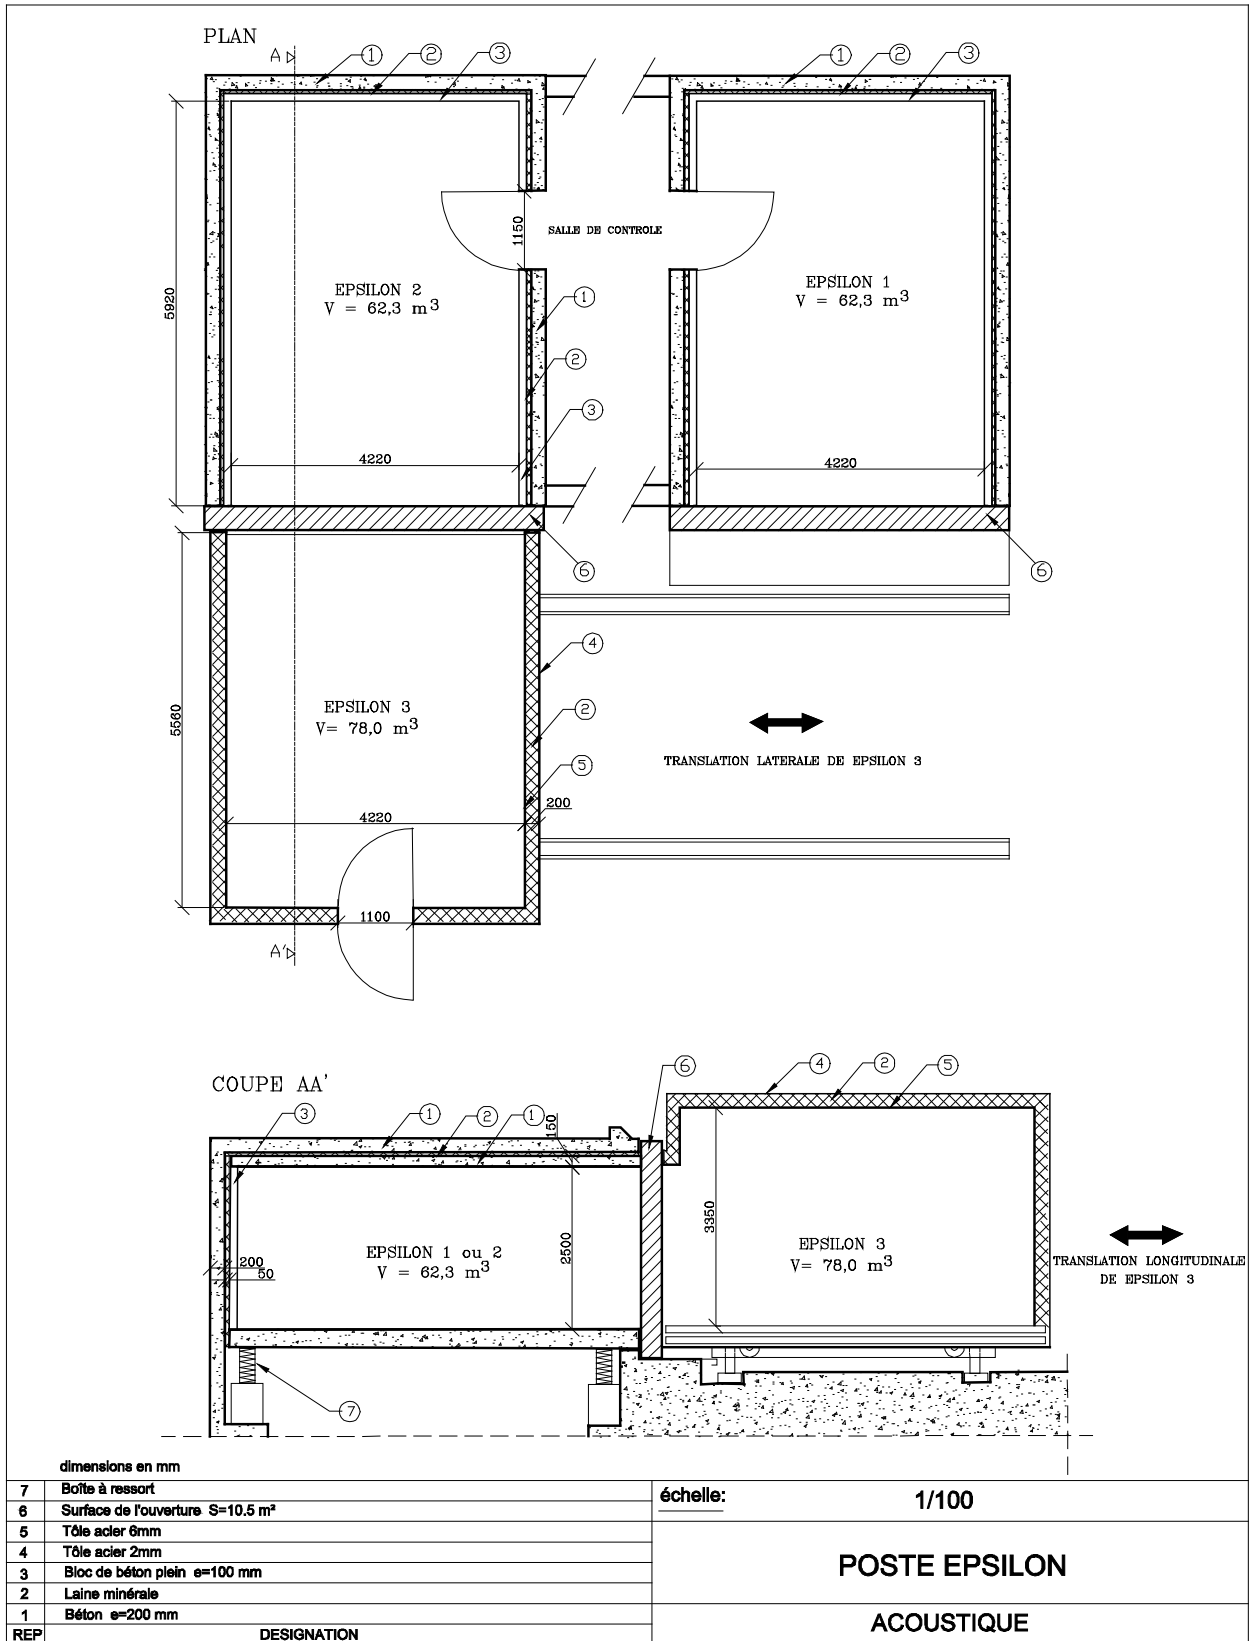 PLAN
A
1
2
3
1
2
3
1150
SALLE DE CONTROLE
EPSILON 2
V = 62,3 m³
EPSILON 1
V = 62,3 m³
5920
1
2
3
4220
4220
6
6
4
EPSILON 3
V= 78,0 m³
2
5560
TRANSLATION LATERALE DE EPSILON 3
5
200
4220
1100
A'
COUPE AA'
6
4
2
5
3
1
2
1
150
3350
2500
EPSILON 1 ou 2
V = 62,3 m³
EPSILON 3
V= 78,0 m³
200
50
TRANSLATION LONGITUDINALE
DE EPSILON 3
7
dimensions en mm
7 Boîte à ressort
6 Surface de l'ouverture S=10.5 m²
5 Tôle acier 6mm
4 Tôle acier 2mm
3 Bloc de béton plein e=100 mm
2 Laine minérale
1 Béton e=200 mm
REP DESIGNATION
échelle: 1/100
POSTE EPSILON
ACOUSTIQUE